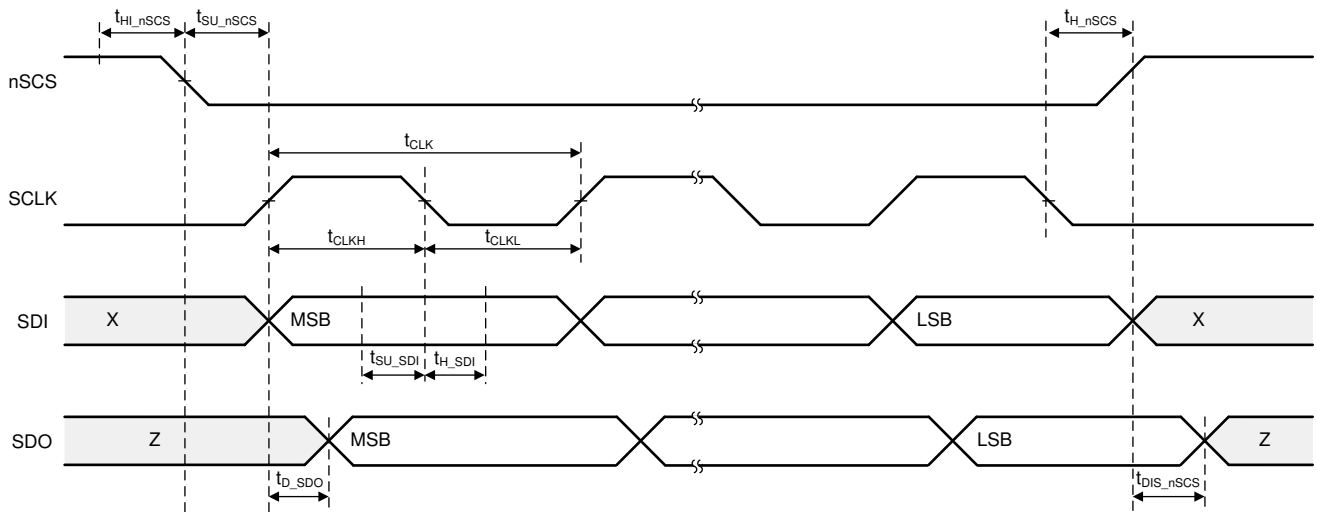 tHI_nSCS tSU_nSCS tH_nSCS
nSCS
tCLK
SCLK
tCLKH tCLKL
SDI X MSB LSB X
tSU_SDI tH_SDI
SDO Z MSB LSB Z
tD_SDO tDIS_nSCS